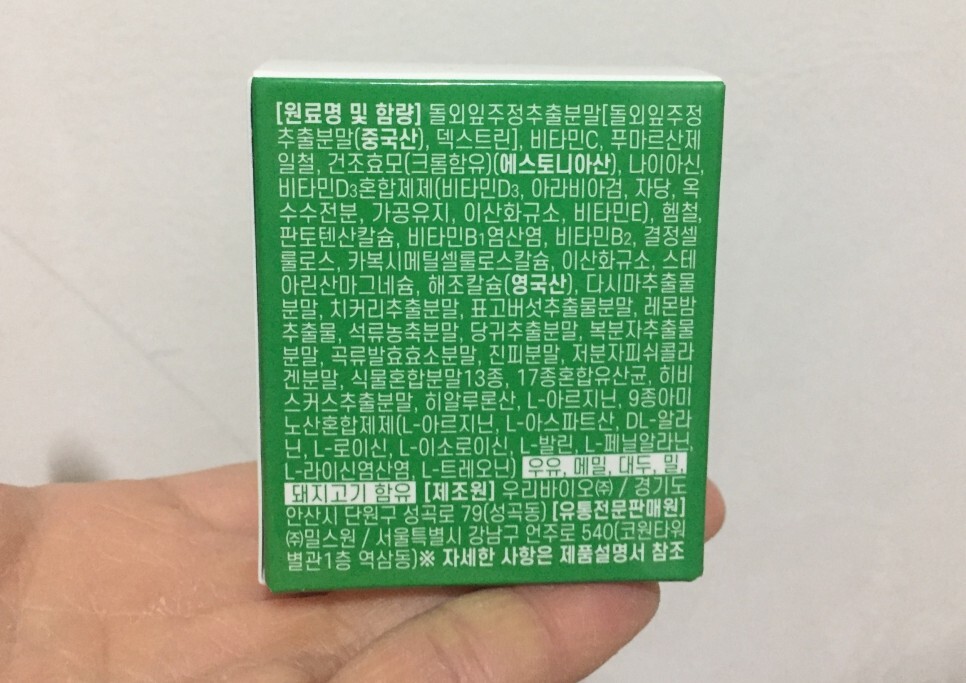 [원료명 및 함량] 돌외잎주정추출분말[돌외잎주정
추출분말(중국산), 덱스트린], 비타민C, 푸마르산제
일철, 건조효모(크롬함유)(에스토니아산), 나이아신,
비타민D3혼합제제(비타민D3, 아라비아검, 자당, 옥
수수전분, 가공유지, 이산화규소, 비타민E), 헴철,
판토텐산칼슘, 비타민B1염산염, 비타민B2, 결정셀
룰로스, 카복시메틸셀룰로스칼슘, 이산화규소, 스테
아린산마그네슘, 해조칼슘(영국산), 다시마추출물
분말, 치커리추출분말, 표고버섯추출물분말, 레몬밤
추출물, 석류농축분말, 당귀추출분말, 복분자추출물
분말, 곡류발효효소분말, 진피분말, 저분자피쉬콜라
겐분말, 식물혼합분말13종, 17종혼합유산균, 히비
스커스추출분말, 히알루론산, L-아르지닌, 9종아미
노산혼합제제(L-아르지닌, L-아스파트산, DL-알라
닌, L-로이신, L-이소로이신, L-발린, L-페닐알라닌,
L-라이신염산염, L-트레오닌) 우유, 메밀, 대두, 밀,
돼지고기 함유 [제조원] 우리바이오㈜ / 경기도
안산시 단원구 성곡로 79(성곡동) [유통전문판매원]
㈜밀스원 / 서울특별시 강남구 언주로 540(코원타워
별관1층 역삼동)※ 자세한 사항은 제품설명서 참조